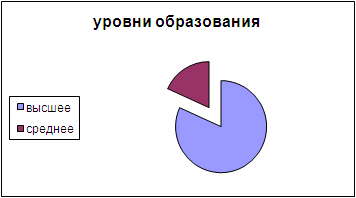 уровни образования
высшее
среднее